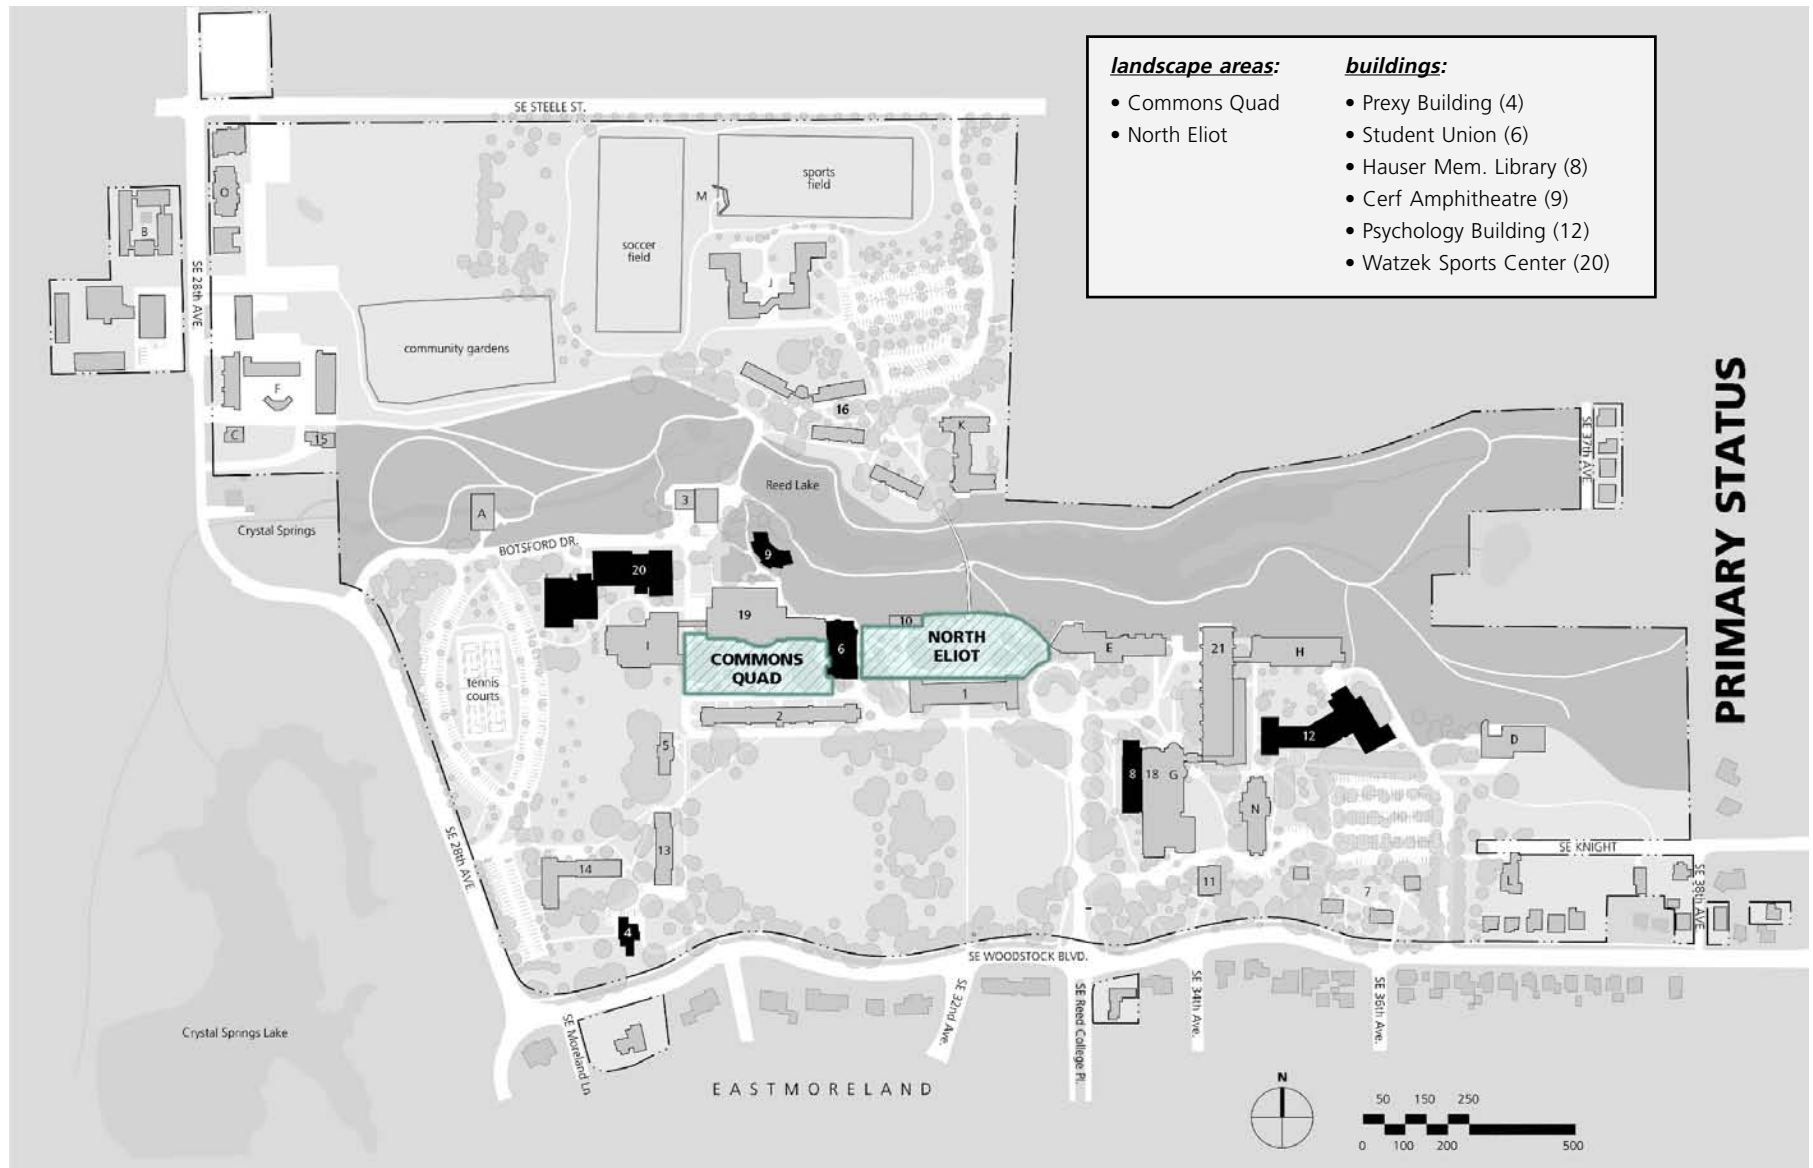 landscape areas:
• Commons Quad
• North Eliot
buildings:
• Prexy Building (4)
• Student Union (6)
• Hauser Mem. Library (8)
• Cerf Amphitheatre (9)
• Psychology Building (12)
• Watzek Sports Center (20)
PRIMARY STATUS
SE STEELE ST.
SE 28th AVE.
O
B
M
sports
field
soccer
field
J
community gardens
F
C
15
16
K
SE 37th AVE
Reed Lake
3
A
Crystal Springs
BOTSFORD DR.
9
20
19
10
I
COMMONS
QUAD
6
NORTH
ELIOT
E
21
H
tennis
courts
1
2
5
12
D
8
18
G
N
13
14
SE 28th AVE
11
7
SE KNIGHT
L
SE 38th AVE
4
SE WOODSTOCK BLVD.
SE 32nd Ave.
SE Reed College Pl.
SE 34th Ave.
SE 36th Ave.
SE Moreland Ln
Crystal Springs Lake
EASTMORELAND
N
50 150 250
0 100 200 500